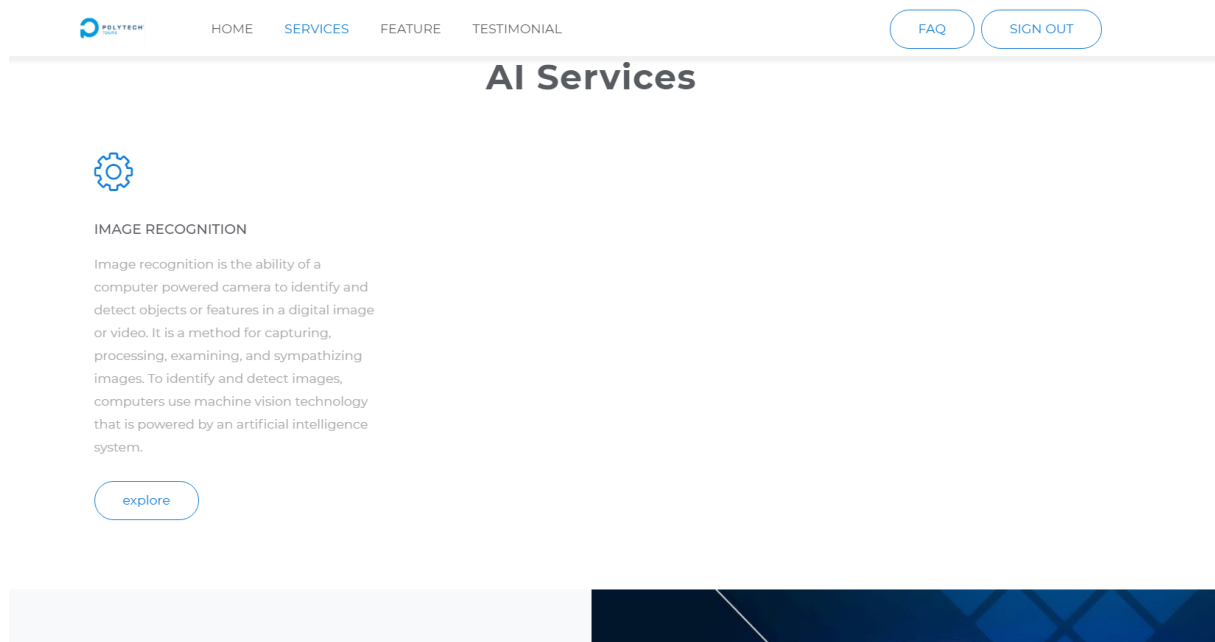 POLYTECH
TOURS
HOME
SERVICES
FEATURE
TESTIMONIAL
FAQ
SIGN OUT
AI Services
IMAGE RECOGNITION
Image recognition is the ability of a
computer powered camera to identify and
detect objects or features in a digital image
or video. It is a method for capturing,
processing, examining, and sympathizing
images. To identify and detect images,
computers use machine vision technology
that is powered by an artificial intelligence
system.
explore